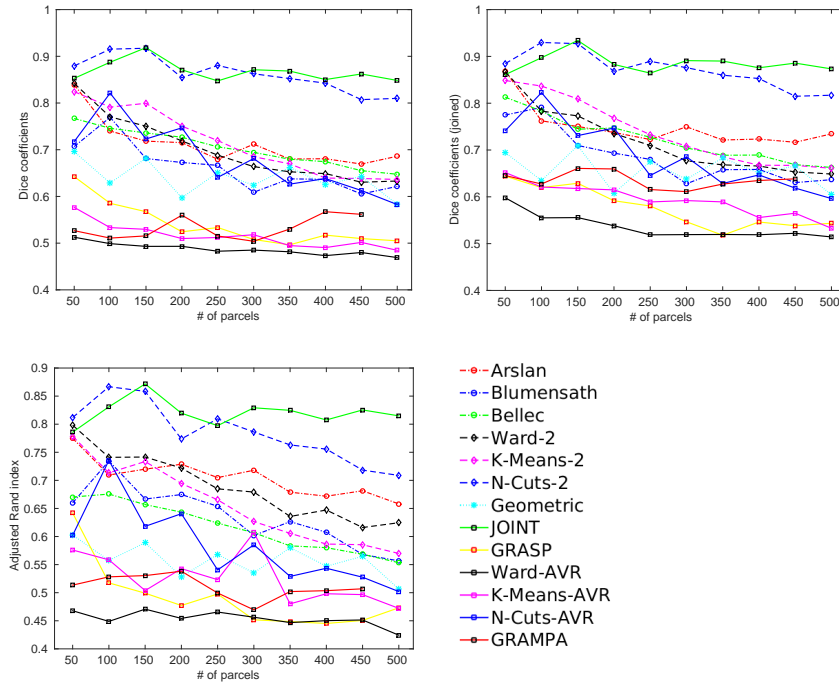 1
0.9
0.8
0.7
0.6
0.5
0.4
Dice coefficients
50 100 150 200 250 300 350 400 450 500
# of parcels
1
0.9
0.8
0.7
0.6
0.5
0.4
Dice coefficients (joined)
50 100 150 200 250 300 350 400 450 500
# of parcels
0.9
0.85
0.8
0.75
0.7
0.65
0.6
0.55
0.5
0.45
0.4
Adjusted Rand index
50 100 150 200 250 300 350 400 450 500
# of parcels
Arslan
Blumensath
Bellec
Ward-2
K-Means-2
N-Cuts-2
Geometric
JOINT
GRASP
Ward-AVR
K-Means-AVR
N-Cuts-AVR
GRAMPA